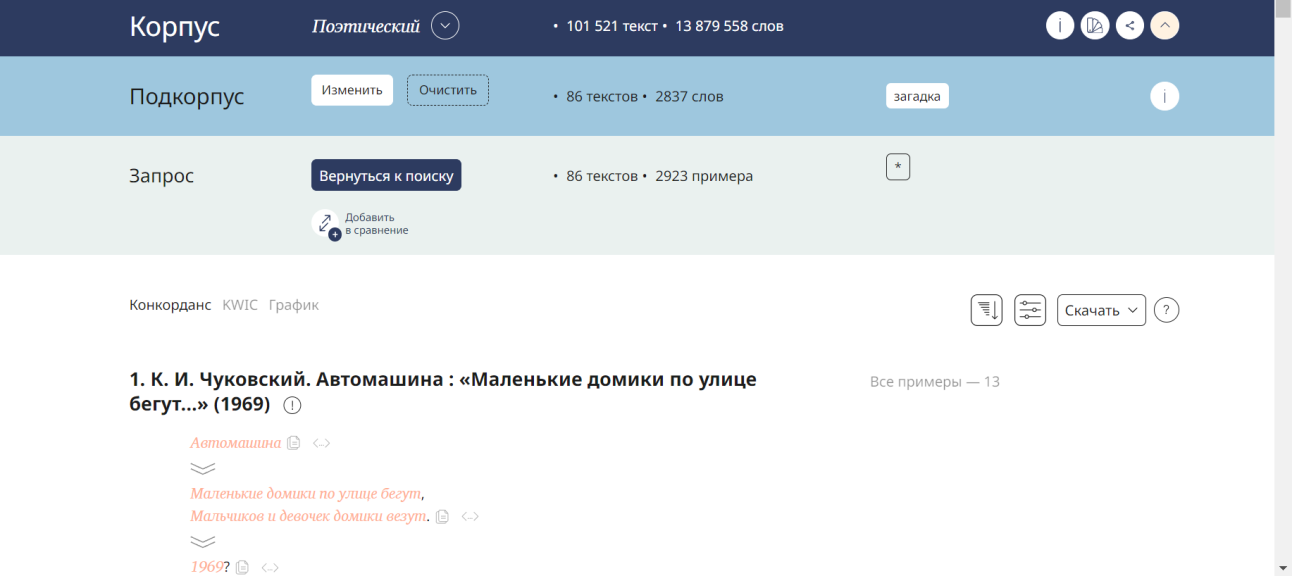 Корпус Поэтический • 101 521 текст • 13 879 558 слов i
Подкорпус Изменить Очистить • 86 текстов • 2837 слов загадка i
Запрос Вернуться к поиску • 86 текстов • 2923 примера *
Добавить
в сравнение
Конкорданс KWIC График Скачать ?
1. К. И. Чуковский. Автомашина : «Маленькие домики по улице
бегут...» (1969) !
Все примеры — 13
Автомашина <...>
Маленькие домики по улице бегут,
Мальчиков и девочек домики везут. <...>
1969? <...>